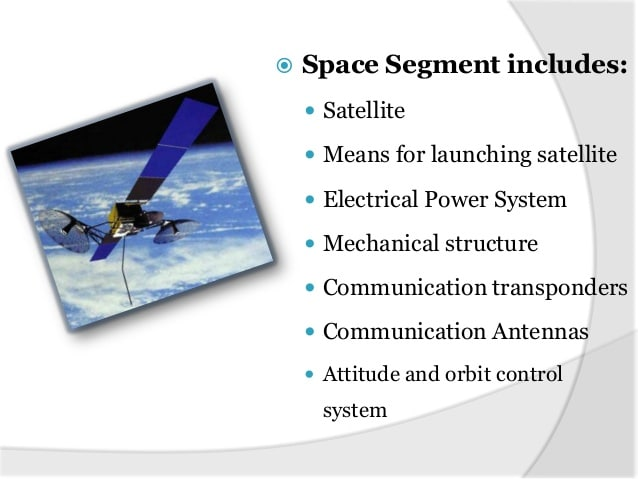 Space Segment includes:
Satellite
Means for launching satellite
Electrical Power System
Mechanical structure
Communication transponders
Communication Antennas
Attitude and orbit control
system